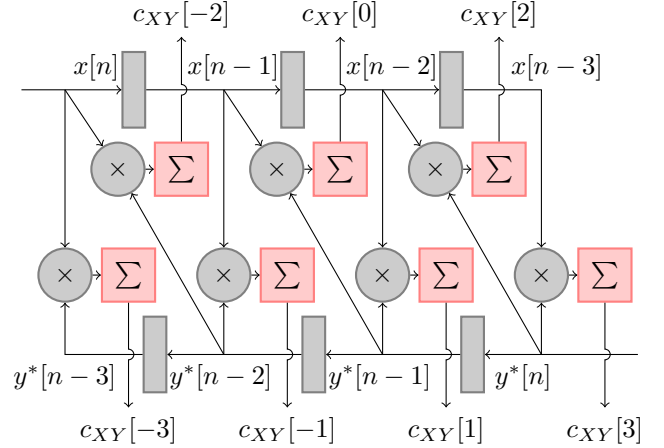 c_{XY}[−2] c_{XY}[0] c_{XY}[2]
x[n] x[n − 1] x[n − 2] x[n − 3]
× Σ × Σ × Σ
× Σ × Σ × Σ × Σ
y*[n − 3] y*[n − 2] y*[n − 1] y*[n]
c_{XY}[−3] c_{XY}[−1] c_{XY}[1] c_{XY}[3]